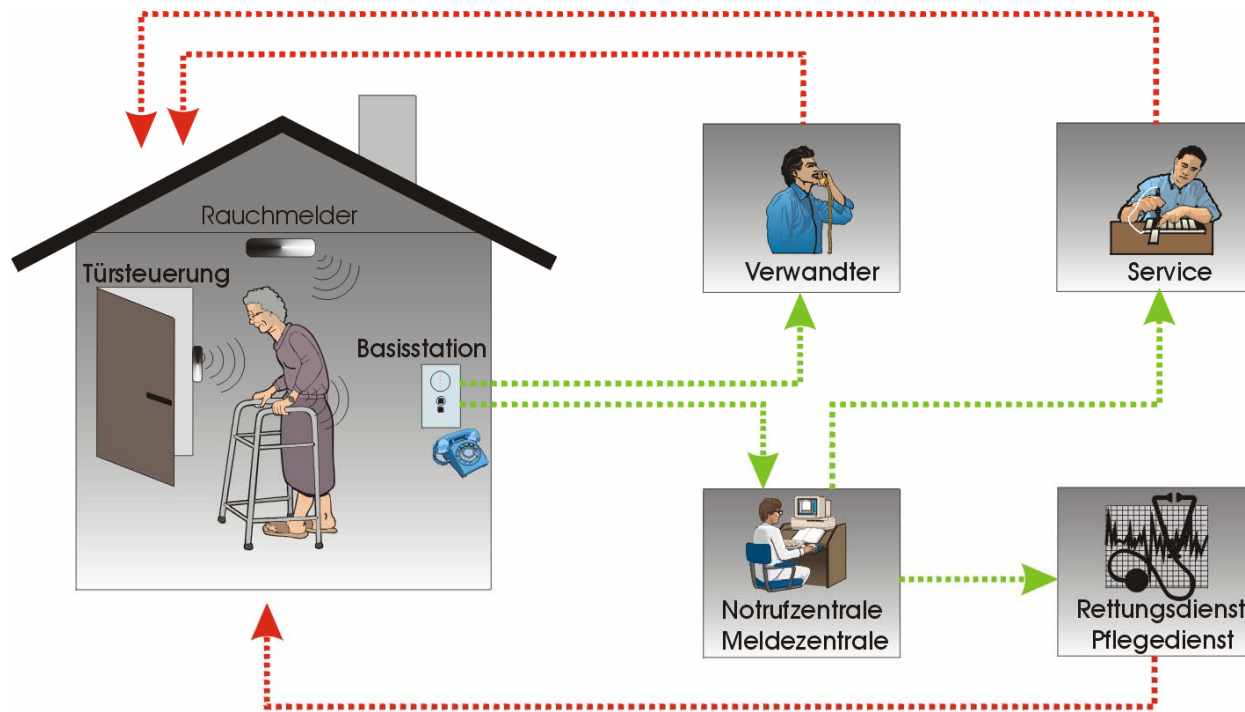 Rauchmelder
Türsteuerung
Basisstation
Verwandter
Service
Notrufzentrale
Meldezentrale
Rettungsdienst
Pflegedienst